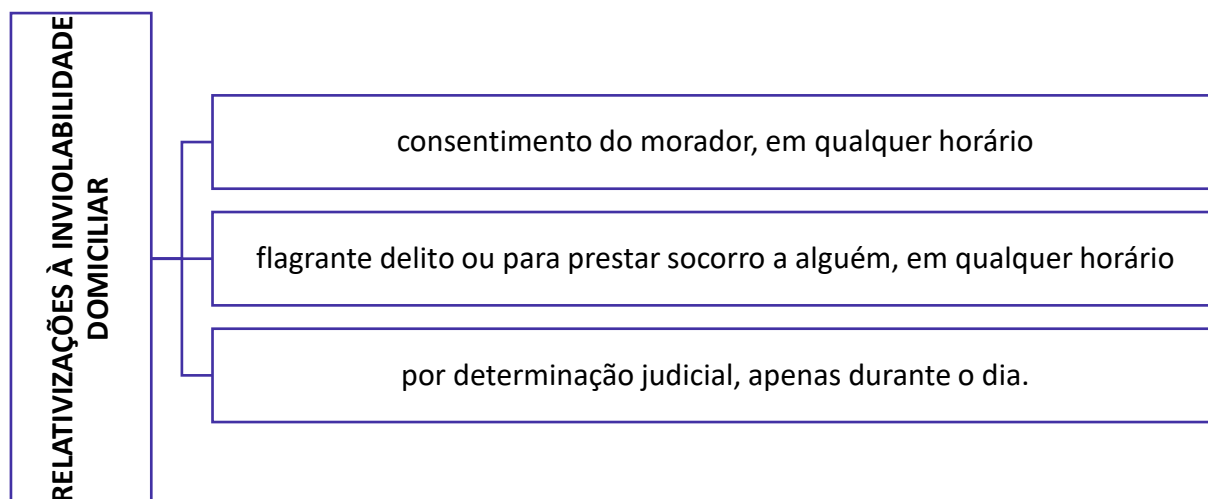 RELATIVIZAÇÕES À INVIOLABILIDADE
DOMICILIAR
consentimento do morador, em qualquer horário
flagrante delito ou para prestar socorro a alguém, em qualquer horário
por determinação judicial, apenas durante o dia.